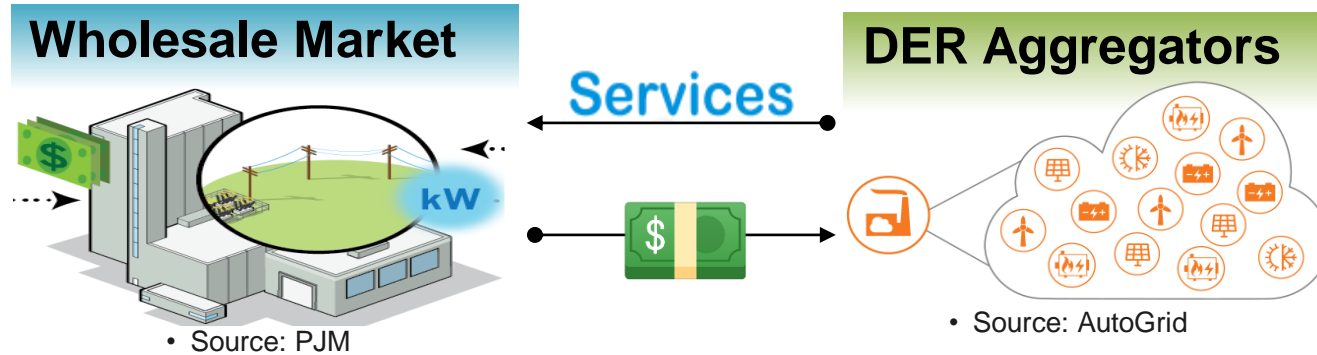 Wholesale Market
DER Aggregators
Services
$
kW
$
• Source: PJM
• Source: AutoGrid